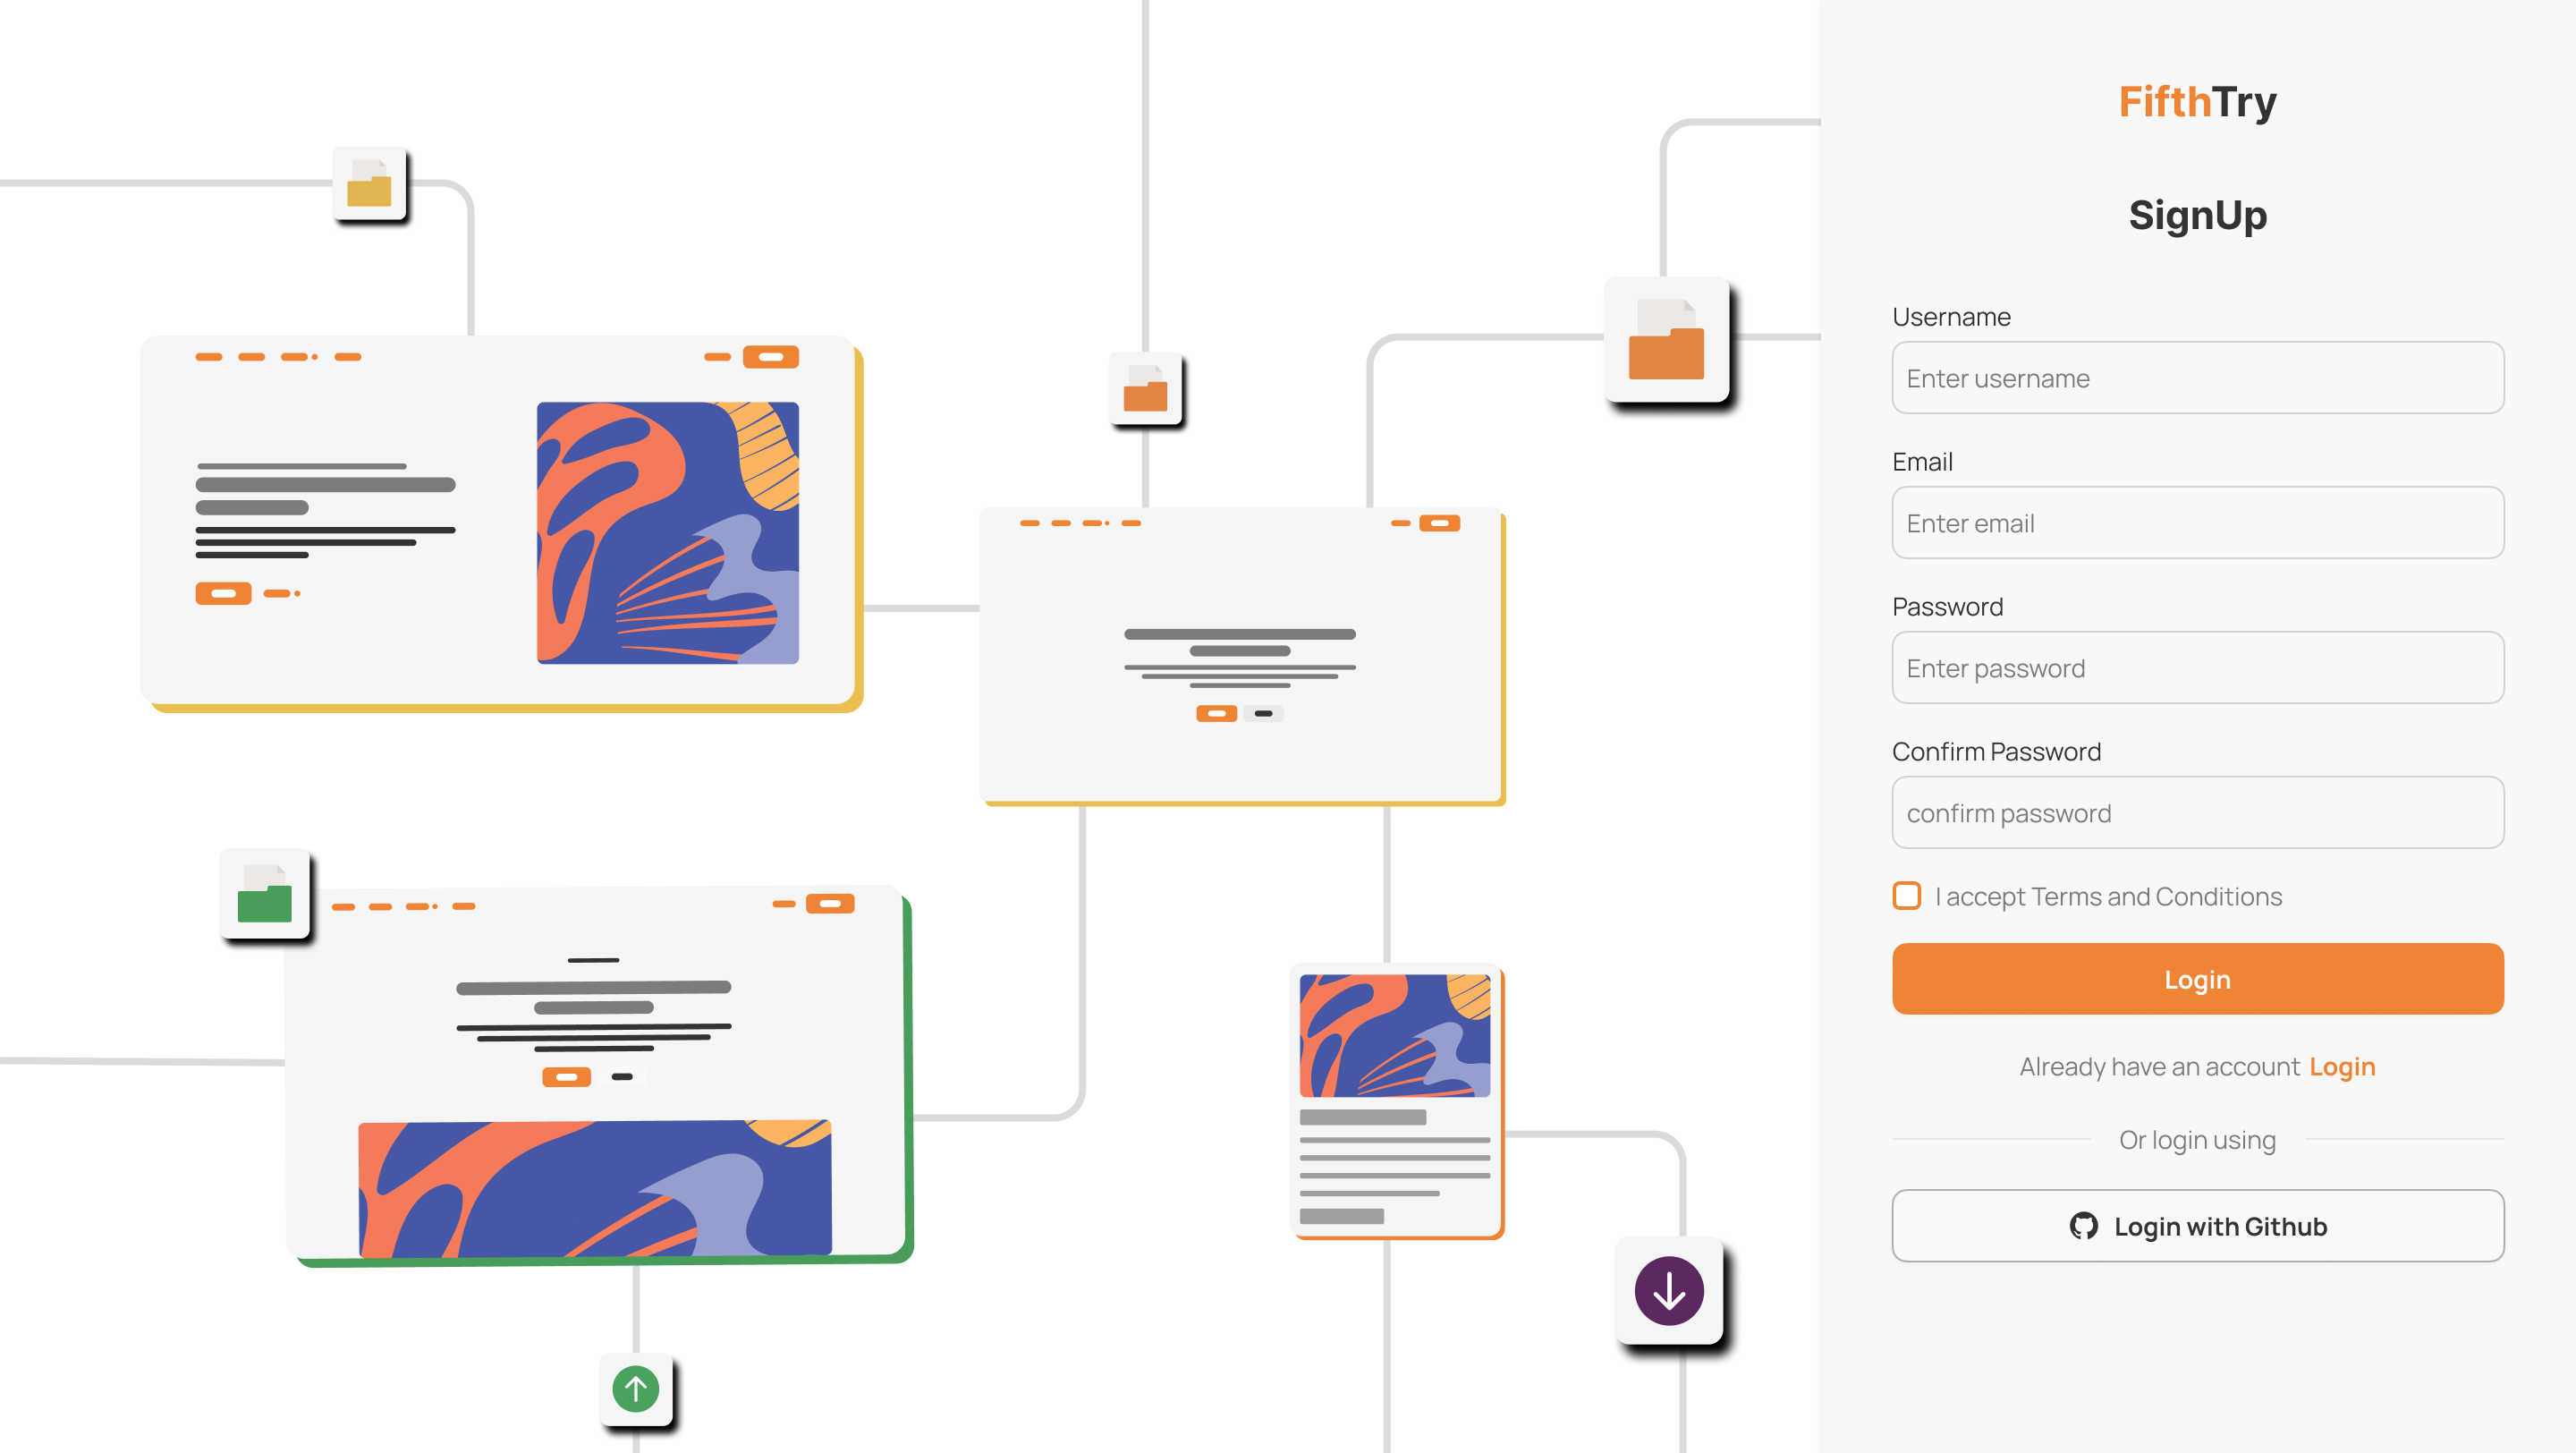 FifthTry
SignUp
Username
Enter username
Email
Enter email
Password
Enter password
Confirm Password
confirm password
I accept Terms and Conditions
Login
Already have an account Login
Or login using
Login with Github